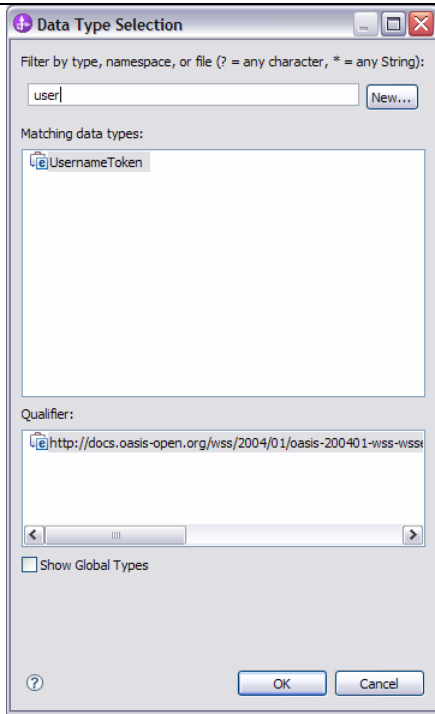 Data Type Selection
Filter by type, namespace, or file (? = any character, * = any String):
user
New...
Matching data types:
UsernameToken
Qualifier:
http://docs.oasis-open.org/wss/2004/01/oasis-200401-wss-wsse
Show Global Types
OK
Cancel